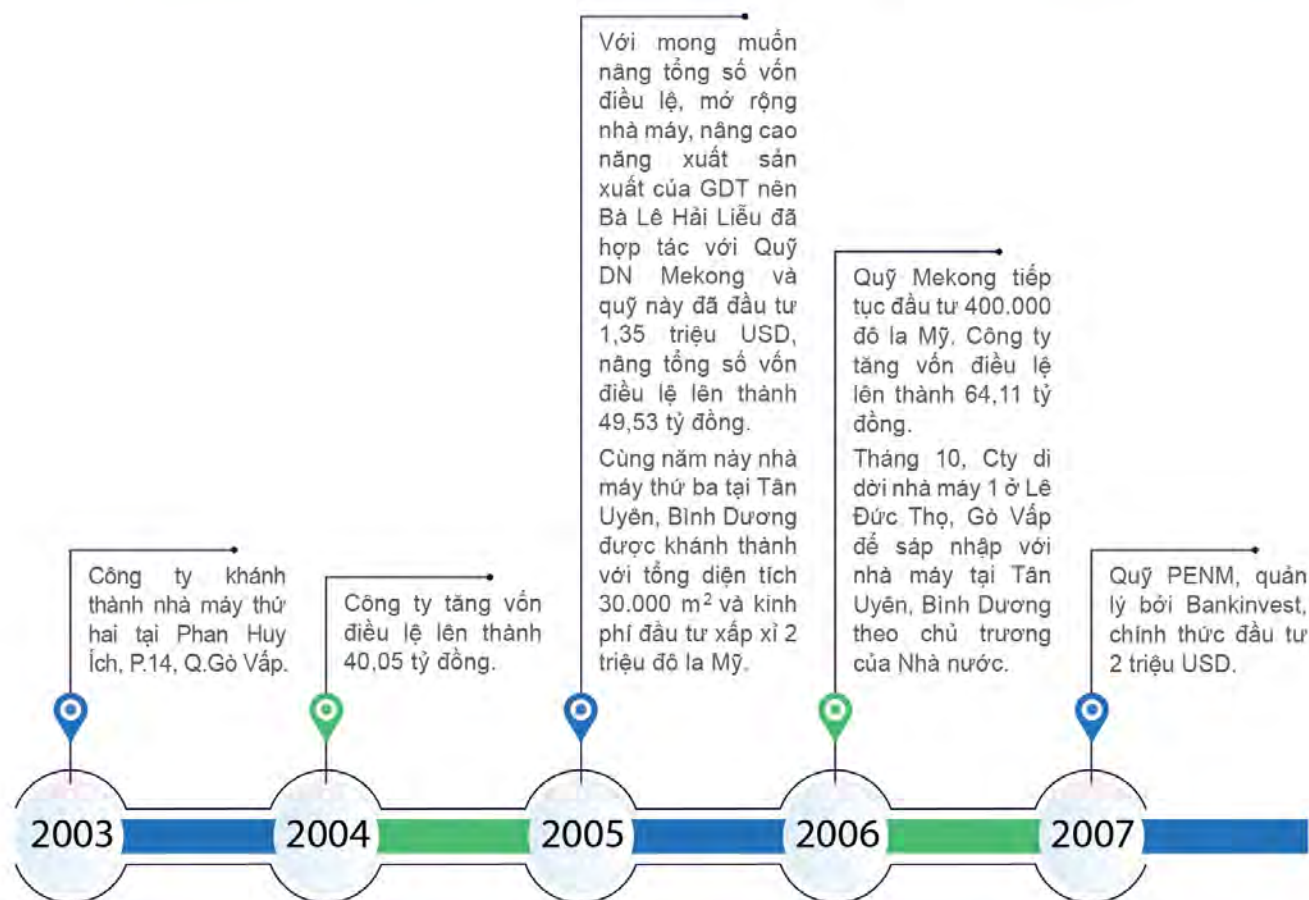 Công ty khánh
thành nhà máy thứ
hai tại Phan Huy
Ích, P.14, Q.Gò Vấp.
2003
Công ty tăng vốn
điều lệ lên thành
40,05 tỷ đồng.
2004
Với mong muốn
nâng tổng số vốn
điều lệ, mở rộng
nhà máy, nâng cao
năng xuất sản
xuất của GDT nên
Bà Lê Hải Liễu đã
hợp tác với Quỹ
DN Mekong và
quỹ này đã đầu tư
1,35 triệu USD,
nâng tổng số vốn
điều lệ lên thành
49,53 tỷ đồng.
Cùng năm này nhà
máy thứ ba tại Tân
Uyên, Bình Dương
được khánh thành
với tổng diện tích
30.000 m² và kinh
phí đầu tư xấp xỉ 2
triệu đô la Mỹ.
2005
Quỹ Mekong tiếp
tục đầu tư 400.000
đô la Mỹ. Công ty
tăng vốn điều lệ
lên thành 64,11 tỷ
đồng.
Tháng 10, Cty di
dời nhà máy 1 ở Lê
Đức Thọ, Gò Vấp
để sáp nhập với
nhà máy tại Tân
Uyên, Bình Dương
theo chủ trương
của Nhà nước.
2006
Quỹ PENM, quản
lý bởi Bankinvest,
chính thức đầu tư
2 triệu USD.
2007